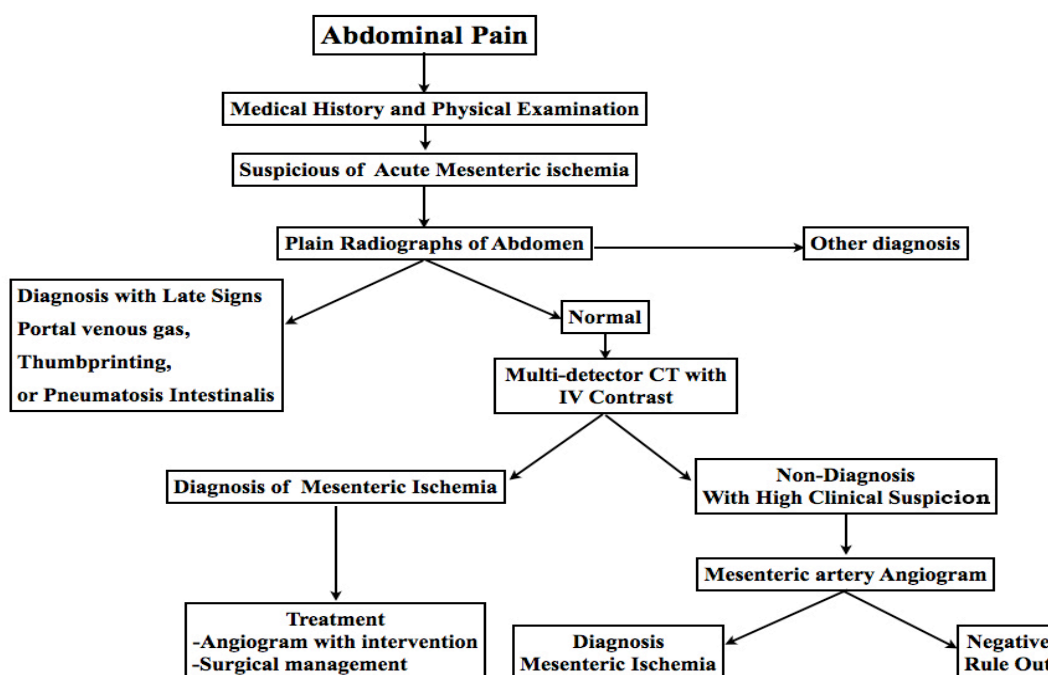 Abdominal Pain
Medical History and Physical Examination
Suspicious of Acute Mesenteric ischemia
Plain Radiographs of Abdomen
Other diagnosis
Diagnosis with Late Signs
Portal venous gas,
Thumbprinting,
or Pneumatosis Intestinalis
Normal
Multi-detector CT with
IV Contrast
Diagnosis of Mesenteric Ischemia
Non-Diagnosis
With High Clinical Suspicion
Mesenteric artery Angiogram
Treatment
-Angiogram with intervention
-Surgical management
Diagnosis
Mesenteric Ischemia
Negative
Rule Out